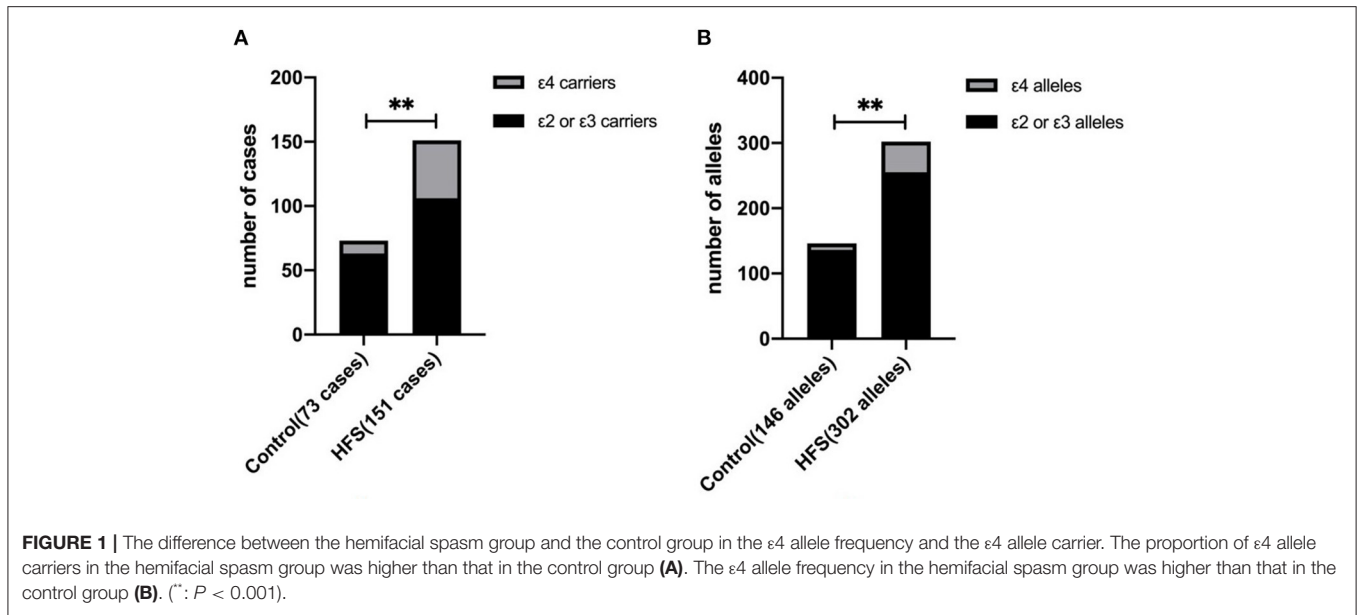 A
ε4 carriers
ε2 or ε3 carriers
number of cases
200
150
100
50
0
**
Control(73 cases)
HFS(151 cases)
B
ε4 alleles
ε2 or ε3 alleles
number of alleles
400
300
200
100
0
**
Control(146 alleles)
HFS(302 alleles)
FIGURE 1 | The difference between the hemifacial spasm group and the control group in the ε4 allele frequency and the ε4 allele carrier. The proportion of ε4 allele
carriers in the hemifacial spasm group was higher than that in the control group (A). The ε4 allele frequency in the hemifacial spasm group was higher than that in the
control group (B). (**: P < 0.001).